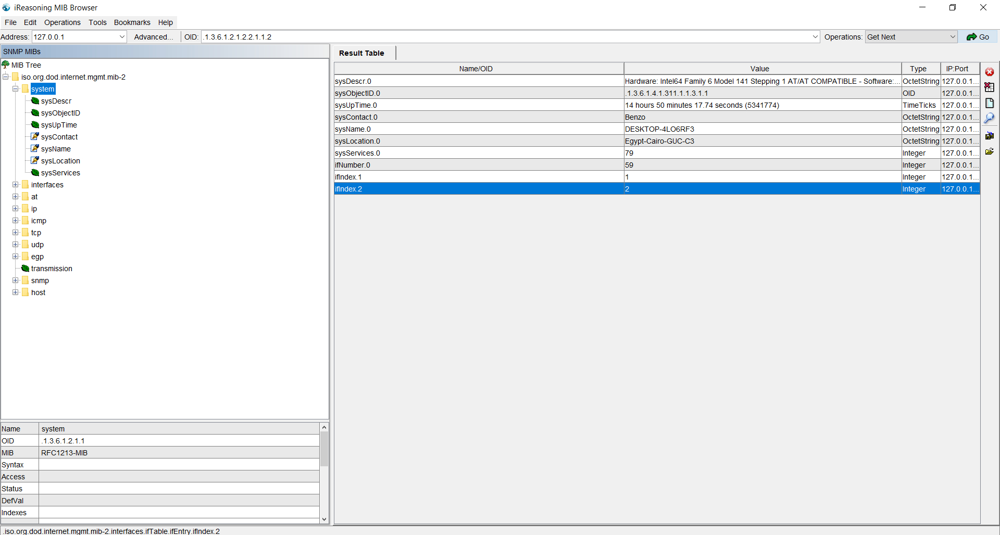 iReasoning MIB Browser
File Edit Operations Tools Bookmarks Help
Address: 127.0.0.1 Advanced... OID: .1.3.6.1.2.1.2.2.1.1.2 Operations: Get Next Go
SNMP MIBs
MIB Tree
iso.org.dod.internet.mgmt.mib-2
system
sysDescr
sysObjectID
sysUpTime
sysContact
sysName
sysLocation
sysServices
interfaces
at
ip
icmp
tcp
udp
egp
transmission
snmp
host
Name system
OID .1.3.6.1.2.1.1
MIB RFC1213-MIB
Syntax
Access
Status
DefVal
Indexes
Result Table
Name/OID Value Type IP:Port
sysDescr.0 Hardware: Intel64 Family 6 Model 141 Stepping 1 AT/AT COMPATIBLE - Software:... OctetString 127.0.0.1...
sysObjectID.0 .1.3.6.1.4.1.311.1.1.3.1.1 OID 127.0.0.1...
sysUpTime.0 14 hours 50 minutes 17.74 seconds (5341774) TimeTicks 127.0.0.1...
sysContact.0 Benzo OctetString 127.0.0.1...
sysName.0 DESKTOP-4LO6RF3 OctetString 127.0.0.1...
sysLocation.0 Egypt-Cairo-GUC-C3 OctetString 127.0.0.1...
sysServices.0 79 Integer 127.0.0.1...
ifNumber.0 59 Integer 127.0.0.1...
ifIndex.1 1 Integer 127.0.0.1...
ifIndex.2 2 Integer 127.0.0.1...
.iso.org.dod.internet.mgmt.mib-2.interfaces.ifTable.ifEntry.ifIndex.2